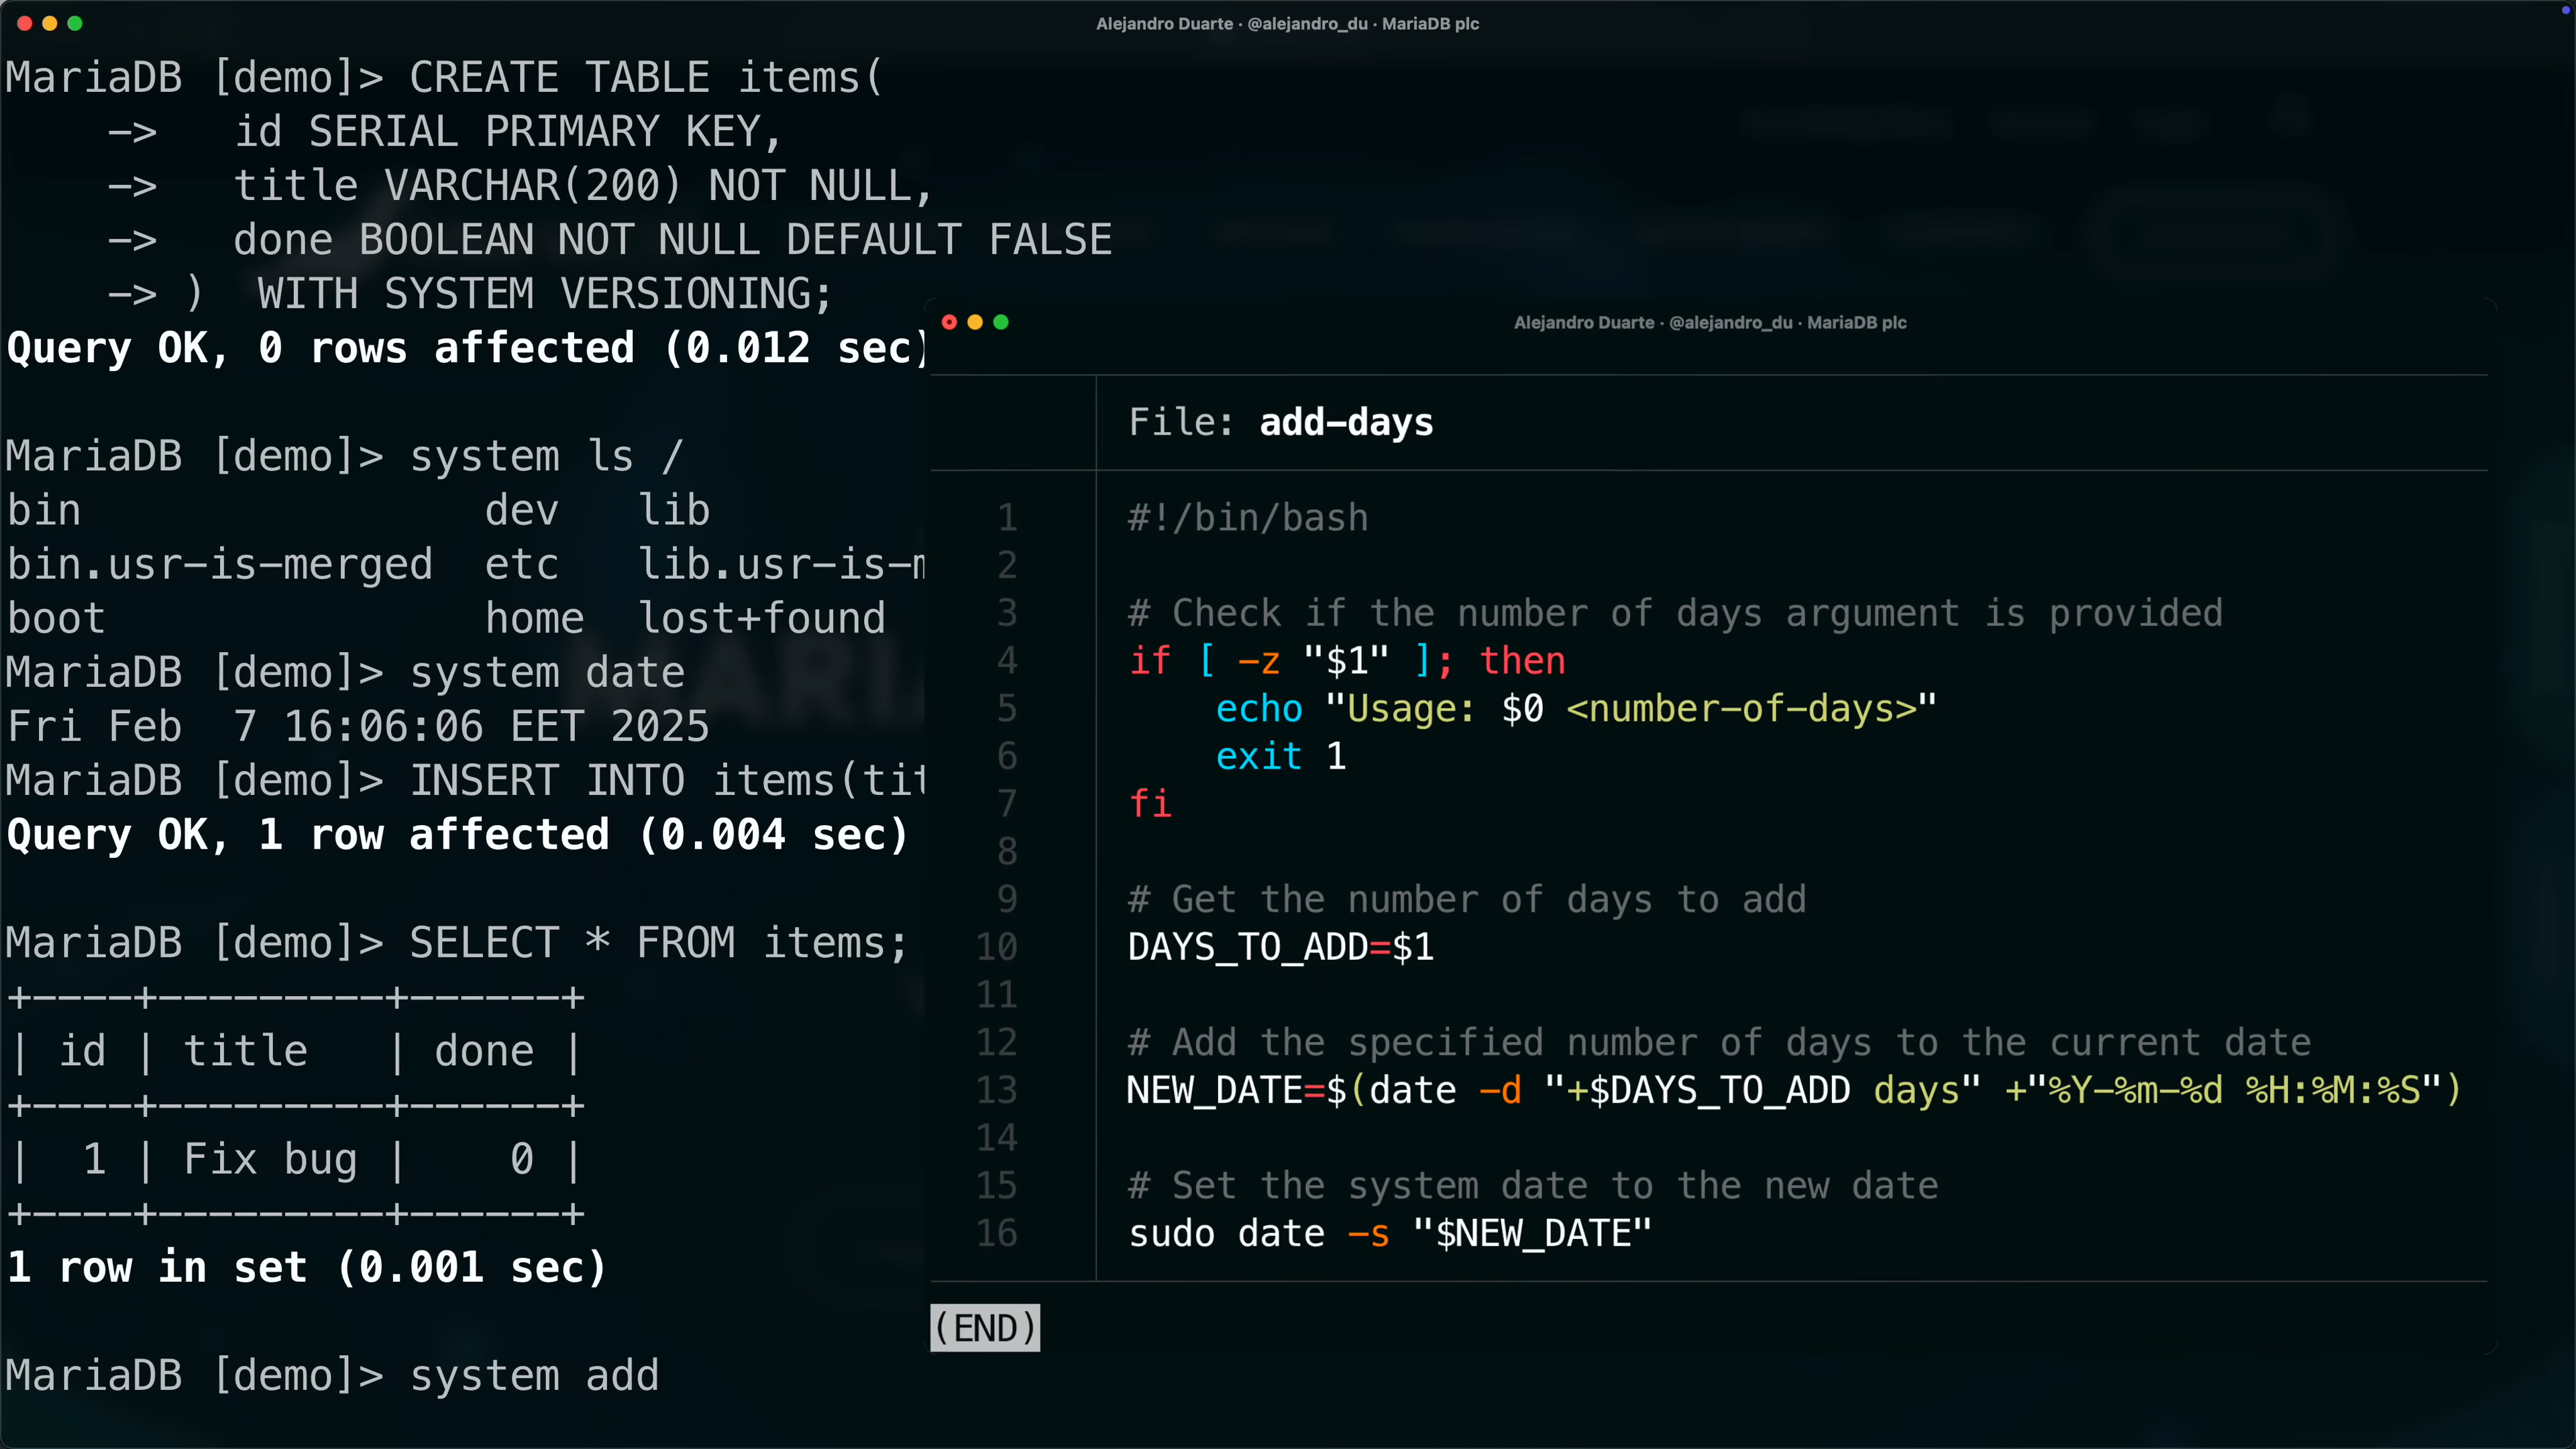 Alejandro Duarte · @alejandro_du · MariaDB plc
MariaDB [demo]> CREATE TABLE items(
    ->   id SERIAL PRIMARY KEY,
    ->   title VARCHAR(200) NOT NULL,
    ->   done BOOLEAN NOT NULL DEFAULT FALSE
    -> )  WITH SYSTEM VERSIONING;
Query OK, 0 rows affected (0.012 sec)

MariaDB [demo]> system ls /
bin                dev   lib
bin.usr-is-merged  etc   lib.usr-is-m
boot               home  lost+found
MariaDB [demo]> system date
Fri Feb  7 16:06:06 EET 2025
MariaDB [demo]> INSERT INTO items(tit
Query OK, 1 row affected (0.004 sec)

MariaDB [demo]> SELECT * FROM items;
+----+---------+------+
| id | title   | done |
+----+---------+------+
|  1 | Fix bug |    0 |
+----+---------+------+
1 row in set (0.001 sec)

MariaDB [demo]> system add
Alejandro Duarte · @alejandro_du · MariaDB plc
File: add-days
1 #!/bin/bash
2
3 # Check if the number of days argument is provided
4 if [ -z "$1" ]; then
5     echo "Usage: $0 <number-of-days>"
6     exit 1
7 fi
8
9 # Get the number of days to add
10 DAYS_TO_ADD=$1
11
12 # Add the specified number of days to the current date
13 NEW_DATE=$(date -d "+$DAYS_TO_ADD days" +"%Y-%m-%d %H:%M:%S")
14
15 # Set the system date to the new date
16 sudo date -s "$NEW_DATE"
(END)